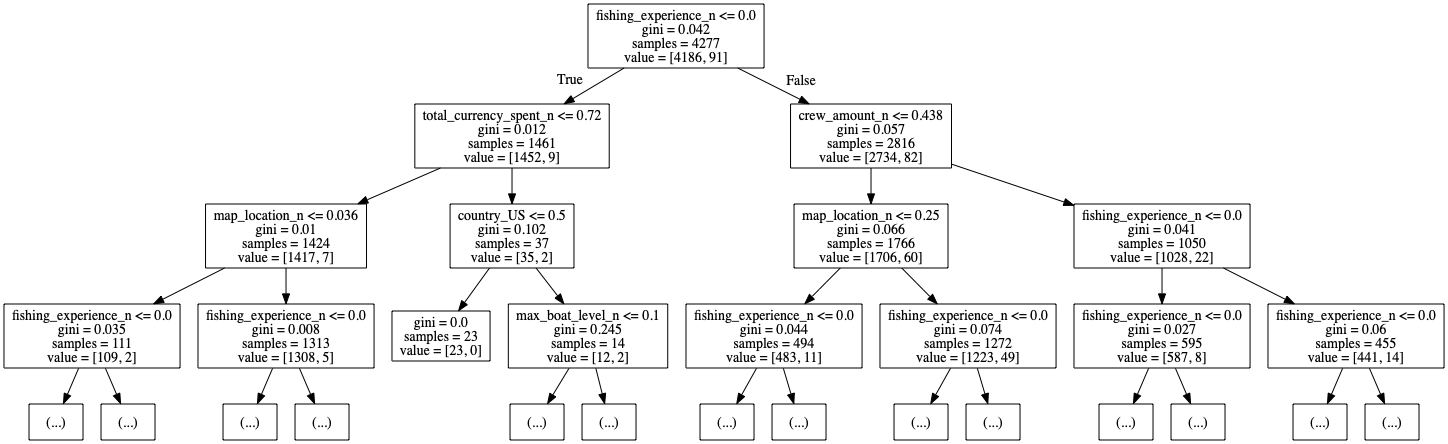 fishing_experience_n <= 0.0
gini = 0.042
samples = 4277
value = [4186, 91]
True
False
total_currency_spent_n <= 0.72
gini = 0.012
samples = 1461
value = [1452, 9]
crew_amount_n <= 0.438
gini = 0.057
samples = 2816
value = [2734, 82]
map_location_n <= 0.036
gini = 0.01
samples = 1424
value = [1417, 7]
country_US <= 0.5
gini = 0.102
samples = 37
value = [35, 2]
map_location_n <= 0.25
gini = 0.066
samples = 1766
value = [1706, 60]
fishing_experience_n <= 0.0
gini = 0.041
samples = 1050
value = [1028, 22]
fishing_experience_n <= 0.0
gini = 0.035
samples = 111
value = [109, 2]
fishing_experience_n <= 0.0
gini = 0.008
samples = 1313
value = [1308, 5]
gini = 0.0
samples = 23
value = [23, 0]
max_boat_level_n <= 0.1
gini = 0.245
samples = 14
value = [12, 2]
fishing_experience_n <= 0.0
gini = 0.044
samples = 494
value = [483, 11]
fishing_experience_n <= 0.0
gini = 0.074
samples = 1272
value = [1223, 49]
fishing_experience_n <= 0.0
gini = 0.027
samples = 595
value = [587, 8]
fishing_experience_n <= 0.0
gini = 0.06
samples = 455
value = [441, 14]
(...)
(...)
(...)
(...)
(...)
(...)
(...)
(...)
(...)
(...)
(...)
(...)
(...)
(...)